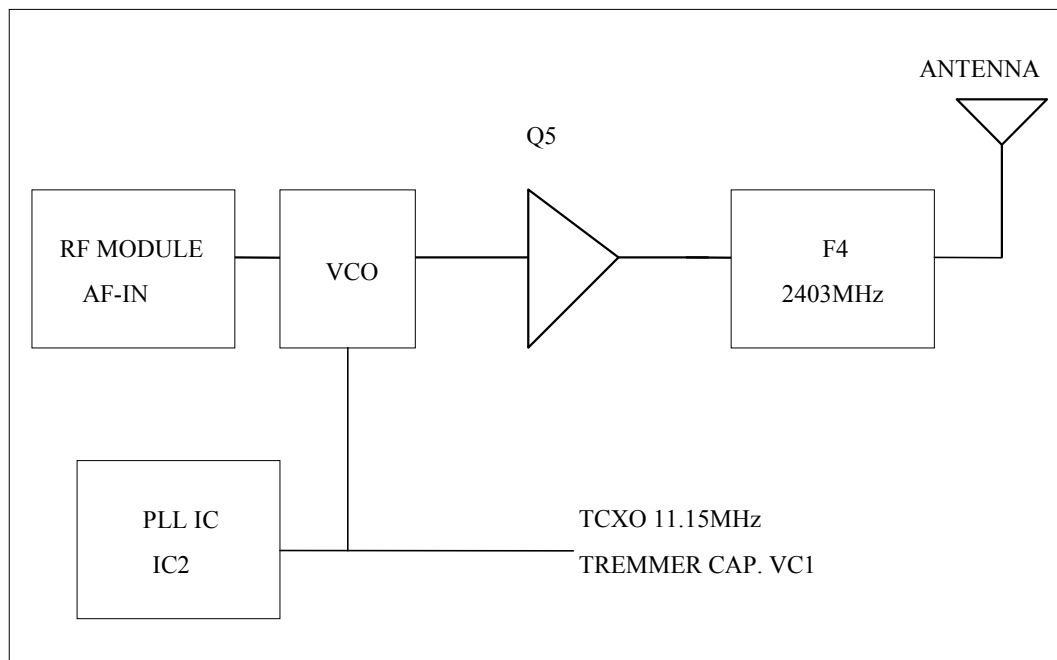 ANTENNA
Q5
RF MODULE
AF-IN
VCO
F4
2403MHz
PLL IC
IC2
TCXO 11.15MHz
TREMMER CAP. VC1